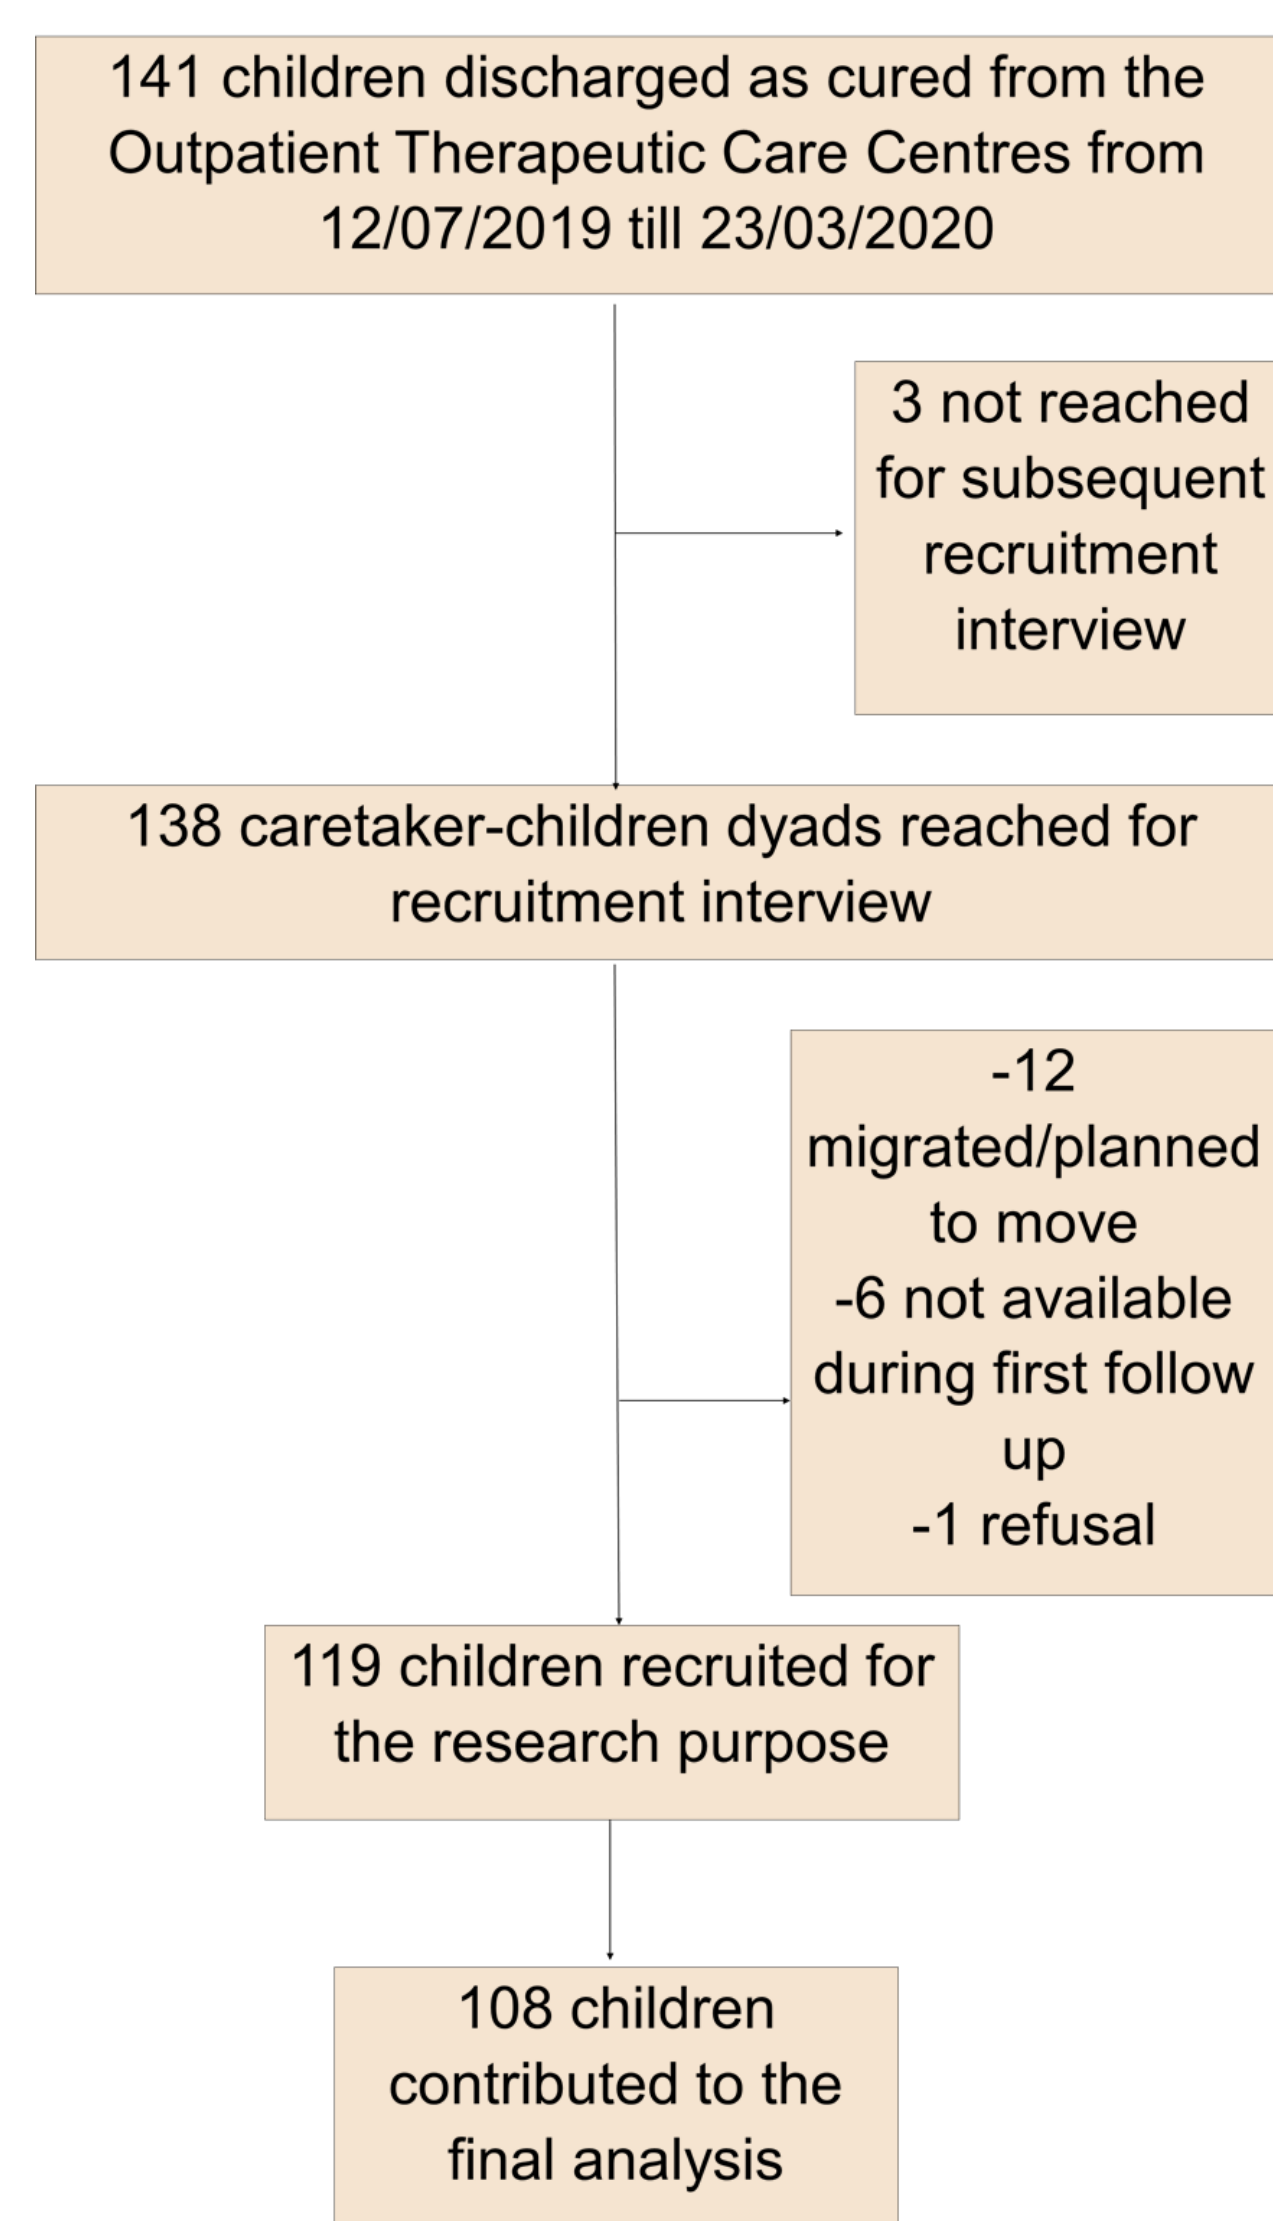 141 children discharged as cured from the
Outpatient Therapeutic Care Centres from
12/07/2019 till 23/03/2020
3 not reached
for subsequent
recruitment
interview
138 caretaker-children dyads reached for
recruitment interview
-12
migrated/planned
to move
-6 not available
during first follow
up
-1 refusal
119 children recruited for
the research purpose
108 children
contributed to the
final analysis